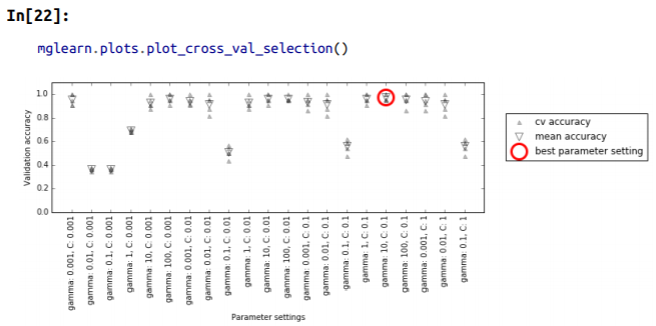 In[22]:
mglearn.plots.plot_cross_val_selection()
1.0
0.8
0.6
0.4
0.2
0.0
Validation accuracy
cv accuracy
mean accuracy
best parameter setting
gamma: 0.001, C: 0.001
gamma: 0.01, C: 0.001
gamma: 0.1, C: 0.001
gamma: 1, C: 0.001
gamma: 10, C: 0.001
gamma: 100, C: 0.001
gamma: 0.001, C: 0.01
gamma: 0.01, C: 0.01
gamma: 0.1, C: 0.01
gamma: 1, C: 0.01
gamma: 10, C: 0.01
gamma: 100, C: 0.01
gamma: 0.001, C: 0.1
gamma: 0.01, C: 0.1
gamma: 0.1, C: 0.1
gamma: 1, C: 0.1
gamma: 10, C: 0.1
gamma: 100, C: 0.1
gamma: 0.001, C: 1
gamma: 0.01, C: 1
gamma: 0.1, C: 1
Parameter settings